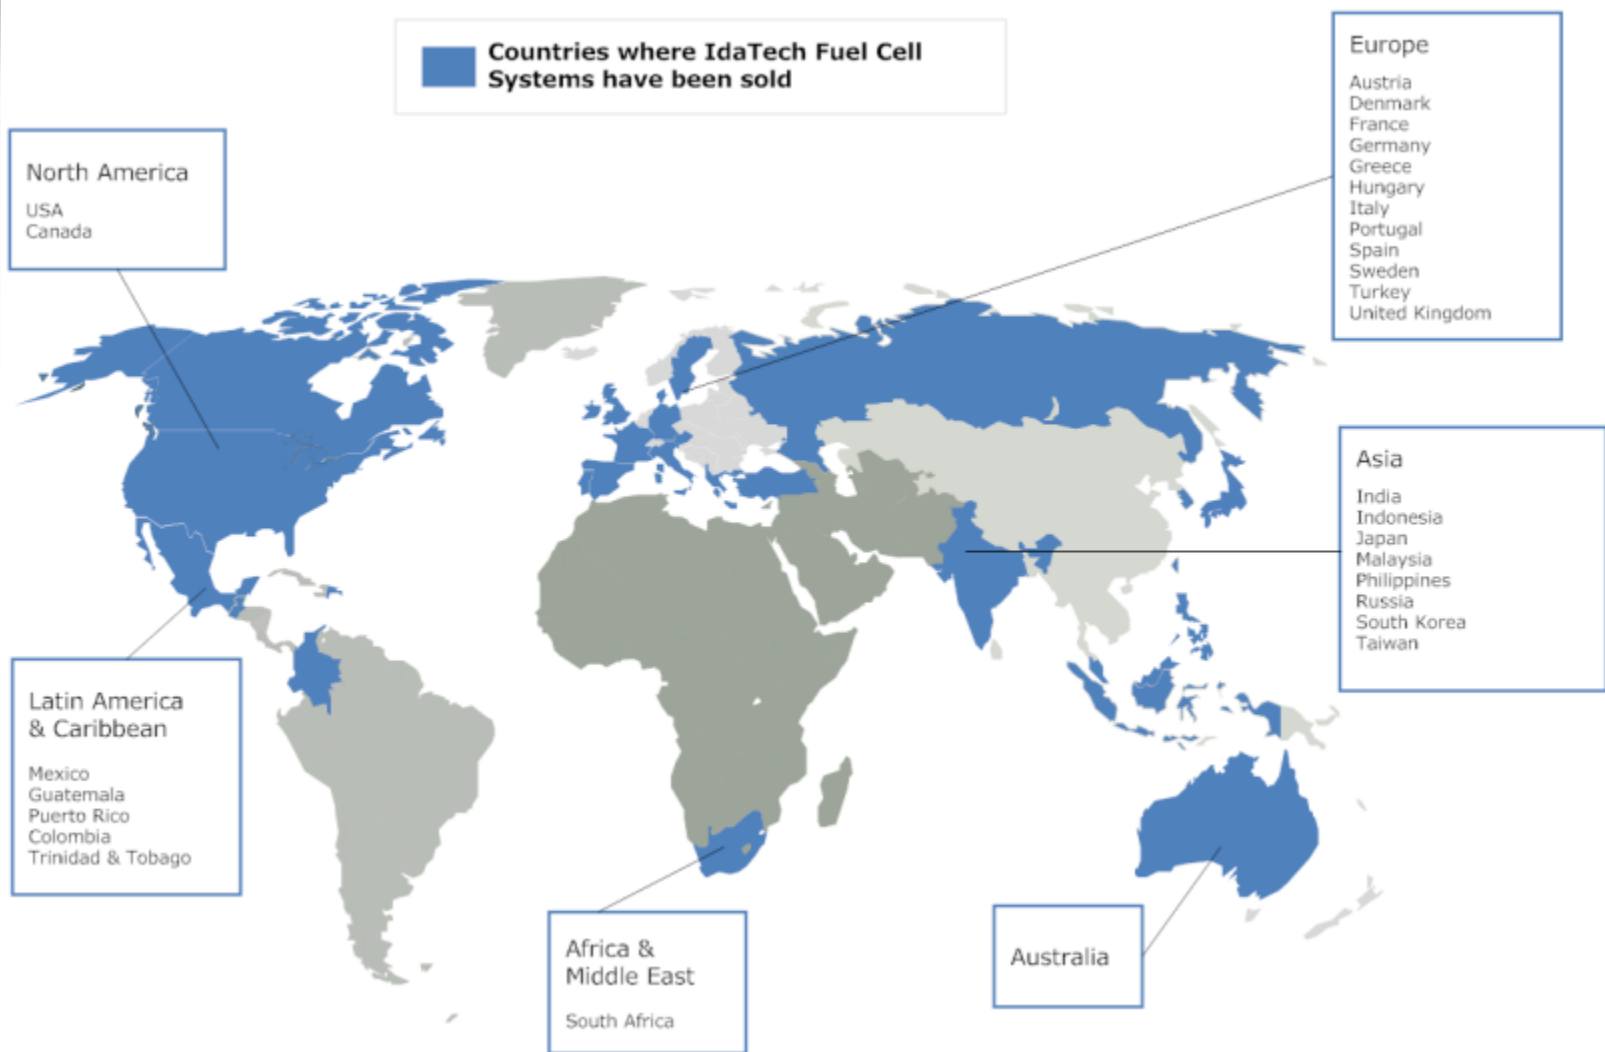 Countries where IdaTech Fuel Cell
Systems have been sold
North America
USA
Canada
Latin America
& Caribbean
Mexico
Guatemala
Puerto Rico
Colombia
Trinidad & Tobago
Africa &
Middle East
South Africa
Australia
Europe
Austria
Denmark
France
Germany
Greece
Hungary
Italy
Portugal
Spain
Sweden
Turkey
United Kingdom
Asia
India
Indonesia
Japan
Malaysia
Philippines
Russia
South Korea
Taiwan